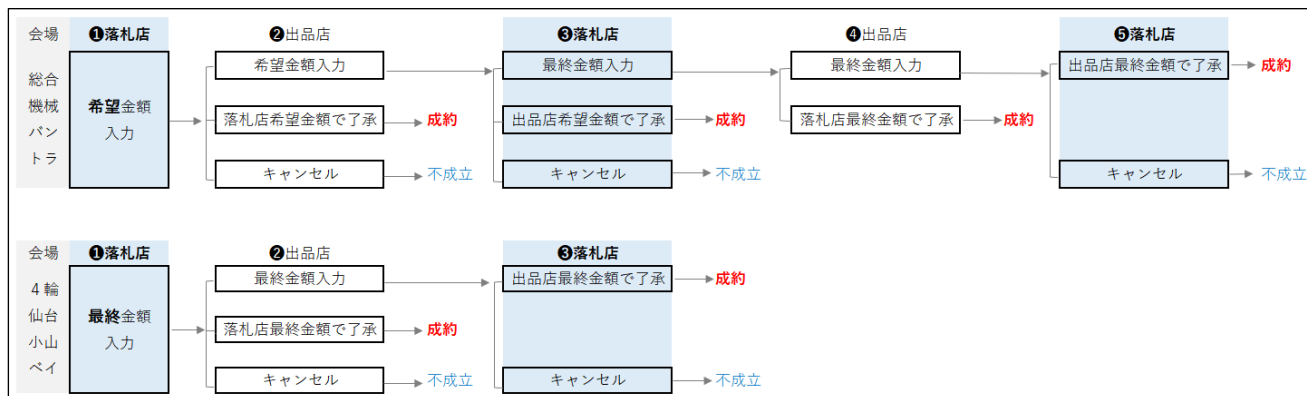 会場 ❶落札店 ❷出品店 ❸落札店 ❹出品店 ❺落札店
希望金額入力 最終金額入力 最終金額入力 出品店最終金額で了承 成約
総合
機械
バン
トラ
希望金額
入力
落札店希望金額で了承 成約 出品店希望金額で了承 成約 落札店最終金額で了承 成約
キャンセル 不成立 キャンセル 不成立 キャンセル 不成立
会場 ❶落札店 ❷出品店 ❸落札店
最終金額入力 出品店最終金額で了承 成約
4輪
仙台
小山
ベイ
最終金額
入力
落札店最終金額で了承 成約
キャンセル 不成立 キャンセル 不成立